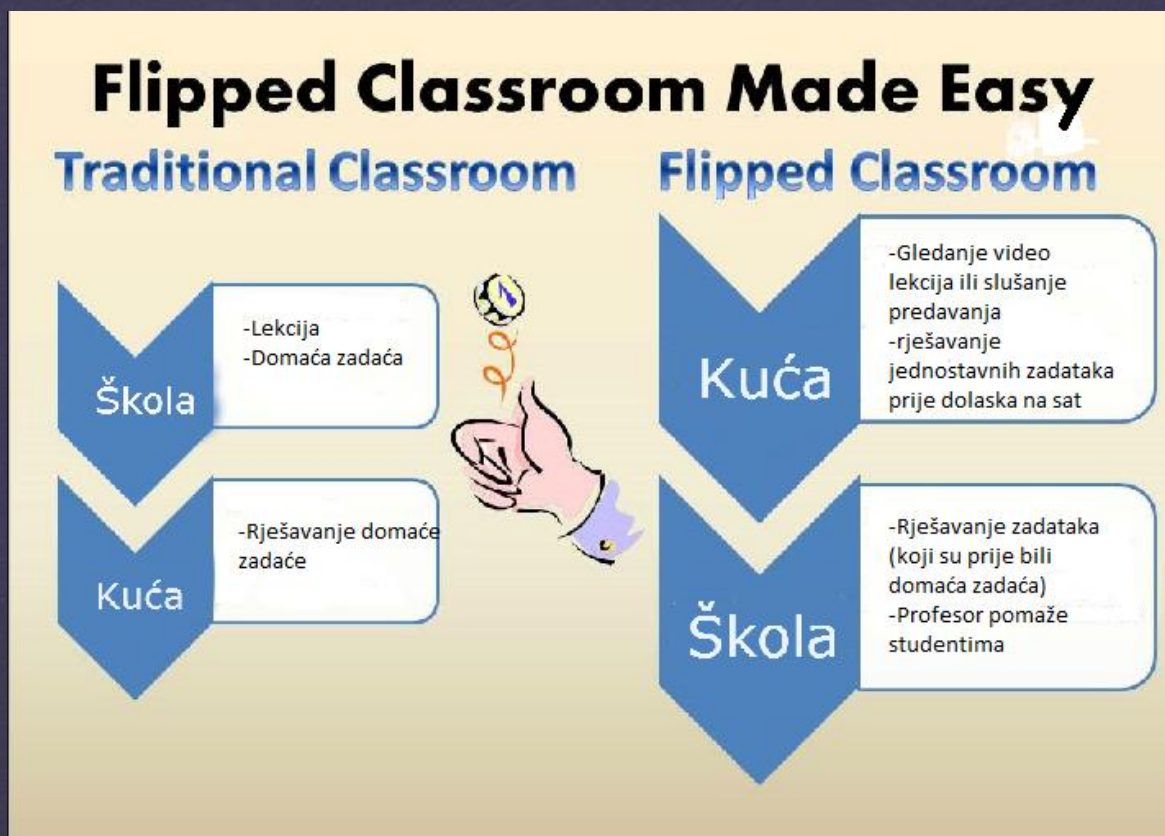 Flipped Classroom Made Easy
Traditional Classroom
Škola
-Lekcija
-Domaća zadaća
Kuća
-Rješavanje domaće
zadaće
Flipped Classroom
Kuća
-Gledanje video
lekcija ili slušanje
predavanja
-rješavanje
jednostavnih zadataka
prije dolaska na sat
Škola
-Rješavanje zadataka
(koji su prije bili
domaća zadaća)
-Profesor pomaže
studentima